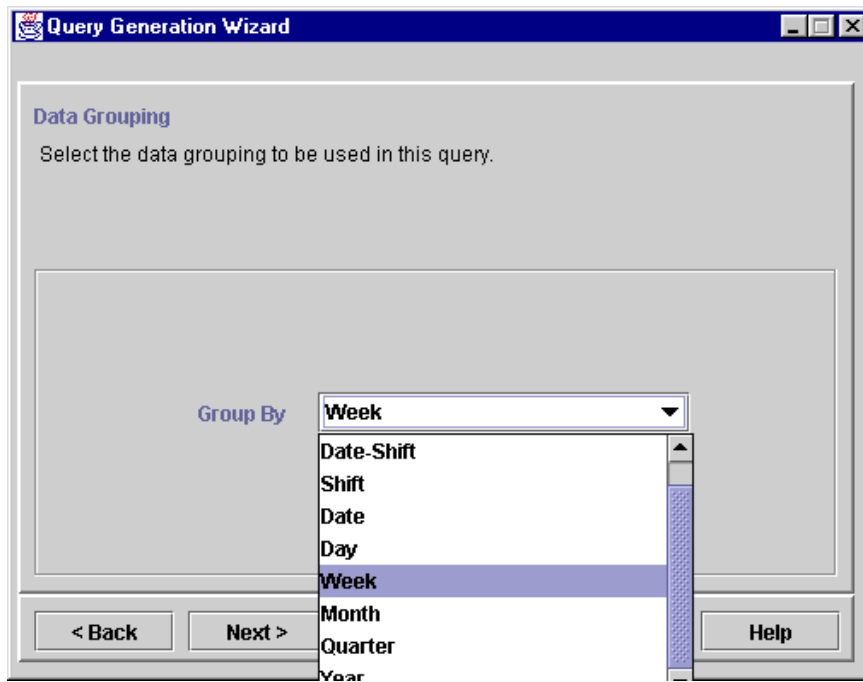 Query Generation Wizard
Data Grouping
Select the data grouping to be used in this query.
Group By Week
Date-Shift
Shift
Date
Day
Week
Month
Quarter
Year
< Back Next > Help